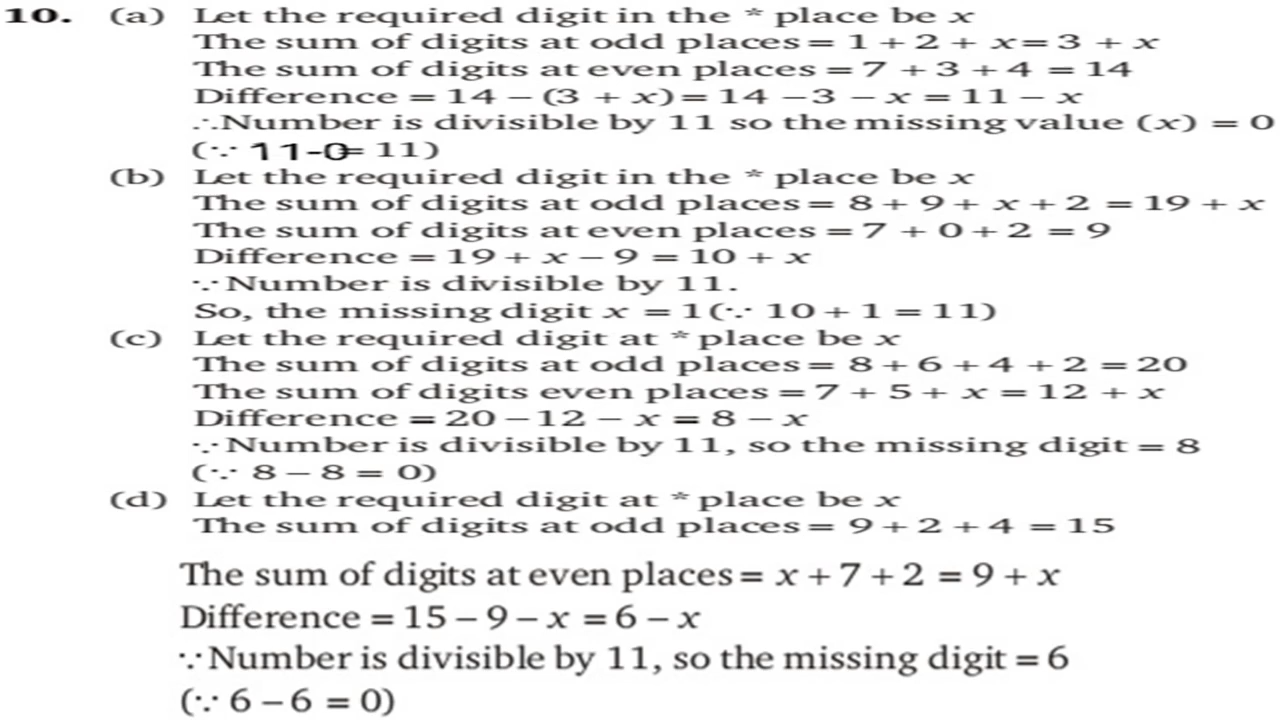 10. (a) Let the required digit in the * place be x
The sum of digits at odd places = 1 + 2 + x= 3 + x
The sum of digits at even places = 7 + 3 + 4 = 14
Difference = 14 – (3 + x) = 14 – 3 – x = 11 – x
∴Number is divisible by 11 so the missing value (x) = 0
(∵ 11-0= 11)
(b) Let the required digit in the * place be x
The sum of digits at odd places = 8 + 9 + x + 2 = 19 + x
The sum of digits at even places = 7 + 0 + 2 = 9
Difference = 19 + x – 9 = 10 + x
∵ Number is divisible by 11.
So, the missing digit x = 1(∵ 10 + 1 = 11)
(c) Let the required digit at * place be x
The sum of digits at odd places = 8 + 6 + 4 + 2 = 20
The sum of digits even places = 7 + 5 + x = 12 + x
Difference = 20 – 12 – x = 8 – x
∵ Number is divisible by 11, so the missing digit = 8
(∵ 8 – 8 = 0)
(d) Let the required digit at * place be x
The sum of digits at odd places = 9 + 2 + 4 = 15
The sum of digits at even places = x + 7 + 2 = 9 + x
Difference = 15 – 9 – x = 6 – x
∵ Number is divisible by 11, so the missing digit = 6
(∵ 6 – 6 = 0)